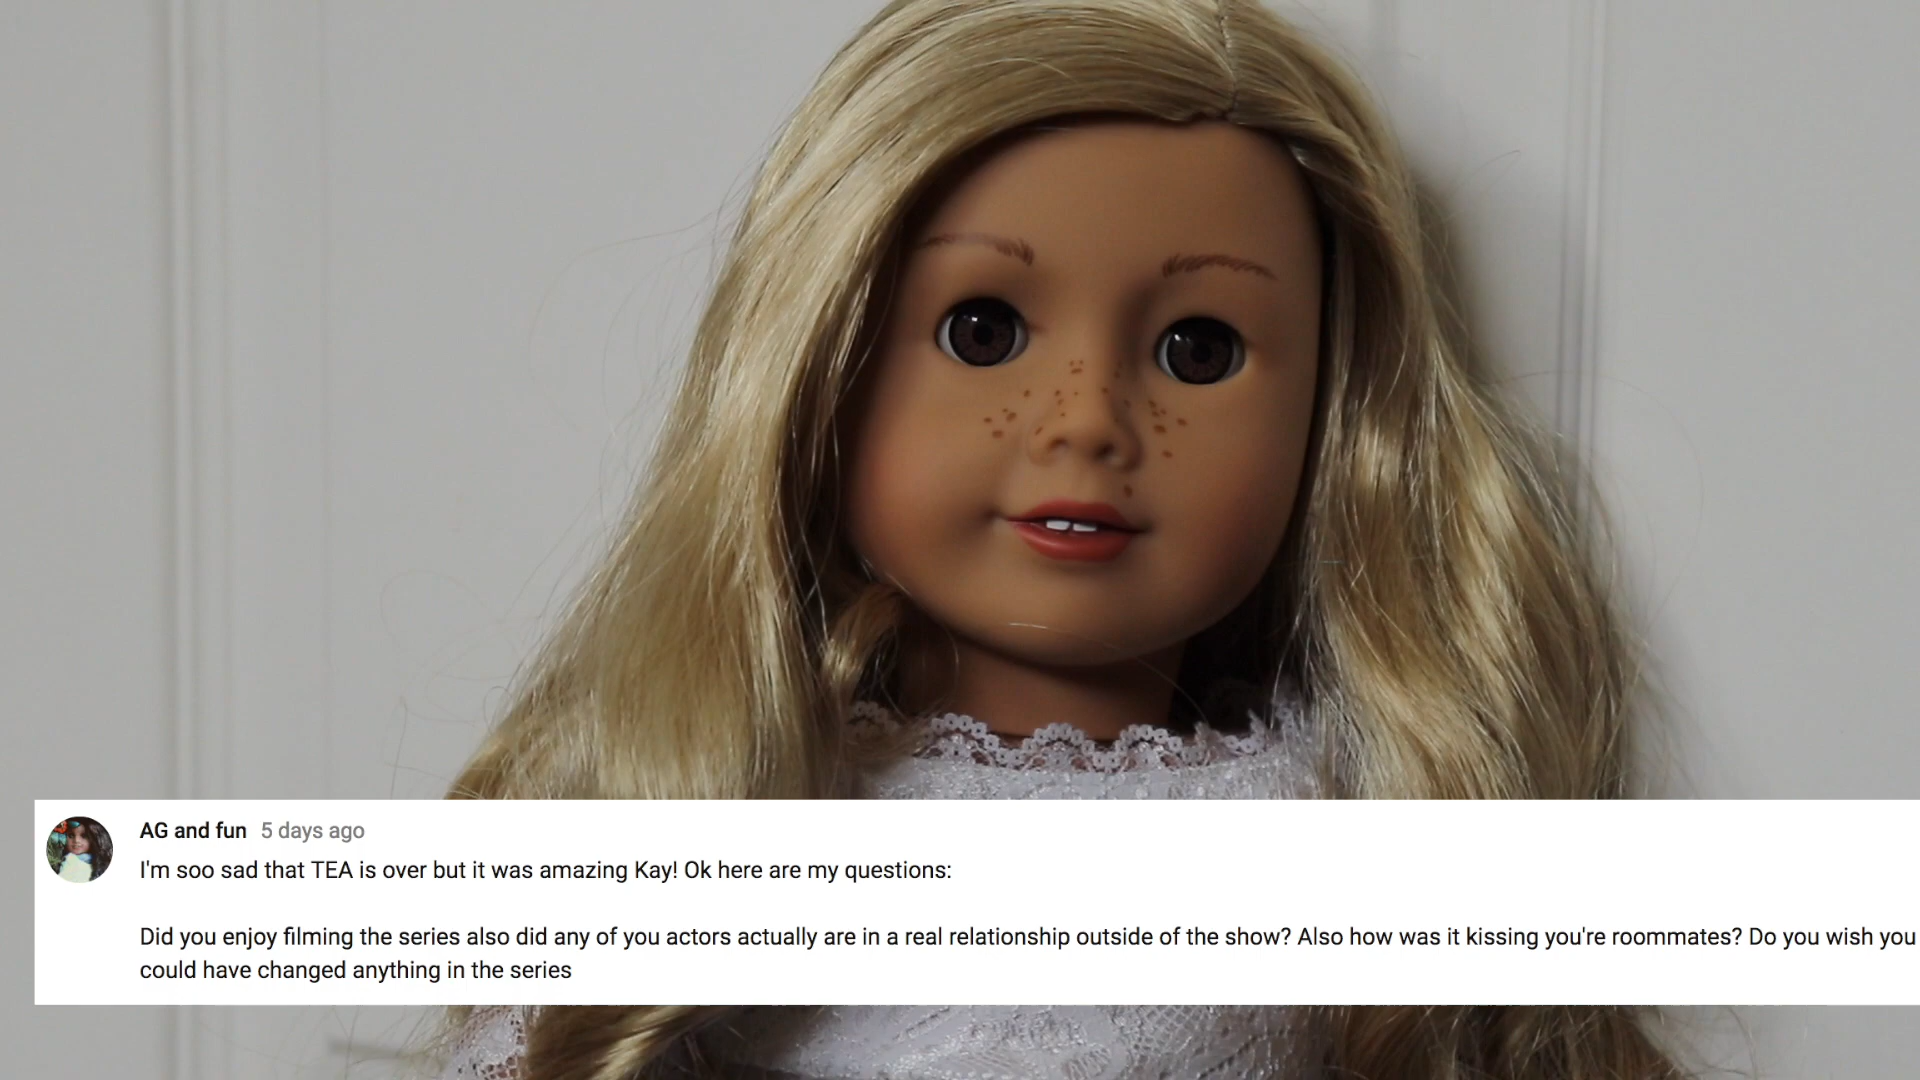 AG and fun 5 days ago
I'm soo sad that TEA is over but it was amazing Kay! Ok here are my questions:
Did you enjoy filming the series also did any of you actors actually are in a real relationship outside of the show? Also how was it kissing you're roommates? Do you wish you
could have changed anything in the series